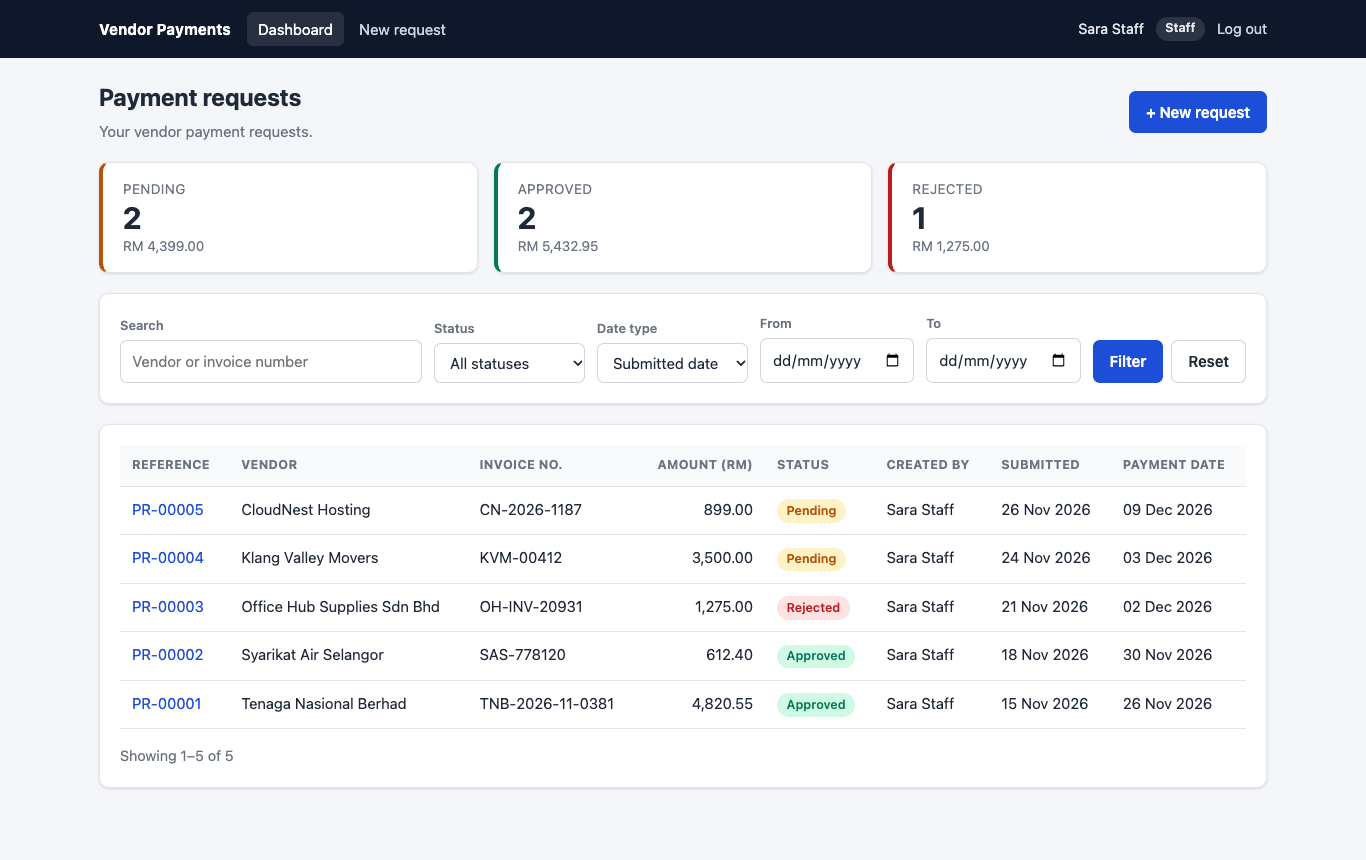 Vendor Payments Dashboard New request Sara Staff Staff Log out
Payment requests
Your vendor payment requests.
+ New request
PENDING
2
RM 4,399.00
APPROVED
2
RM 5,432.95
REJECTED
1
RM 1,275.00
Search
Vendor or invoice number
Status
All statuses
Date type
Submitted date
From
dd/mm/yyyy
To
dd/mm/yyyy
Filter
Reset
REFERENCE VENDOR INVOICE NO. AMOUNT (RM) STATUS CREATED BY SUBMITTED PAYMENT DATE
PR-00005 CloudNest Hosting CN-2026-1187 899.00 Pending Sara Staff 26 Nov 2026 09 Dec 2026
PR-00004 Klang Valley Movers KVM-00412 3,500.00 Pending Sara Staff 24 Nov 2026 03 Dec 2026
PR-00003 Office Hub Supplies Sdn Bhd OH-INV-20931 1,275.00 Rejected Sara Staff 21 Nov 2026 02 Dec 2026
PR-00002 Syarikat Air Selangor SAS-778120 612.40 Approved Sara Staff 18 Nov 2026 30 Nov 2026
PR-00001 Tenaga Nasional Berhad TNB-2026-11-0381 4,820.55 Approved Sara Staff 15 Nov 2026 26 Nov 2026
Showing 1–5 of 5